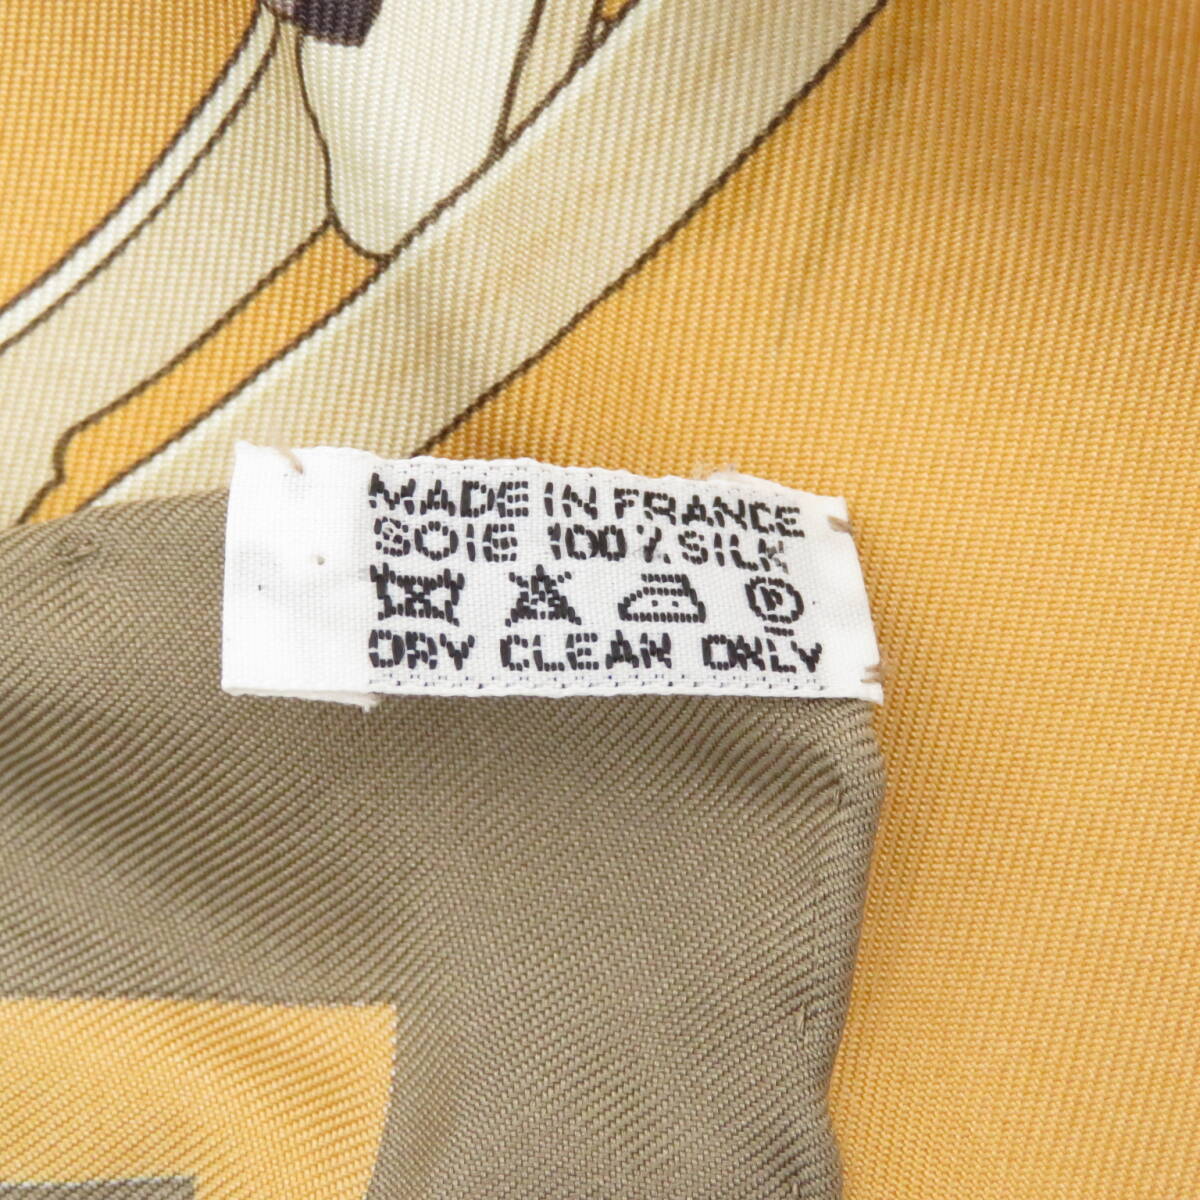 MADE IN FRANCE
SOIE 100% SILK
P
DRY CLEAN ONLY